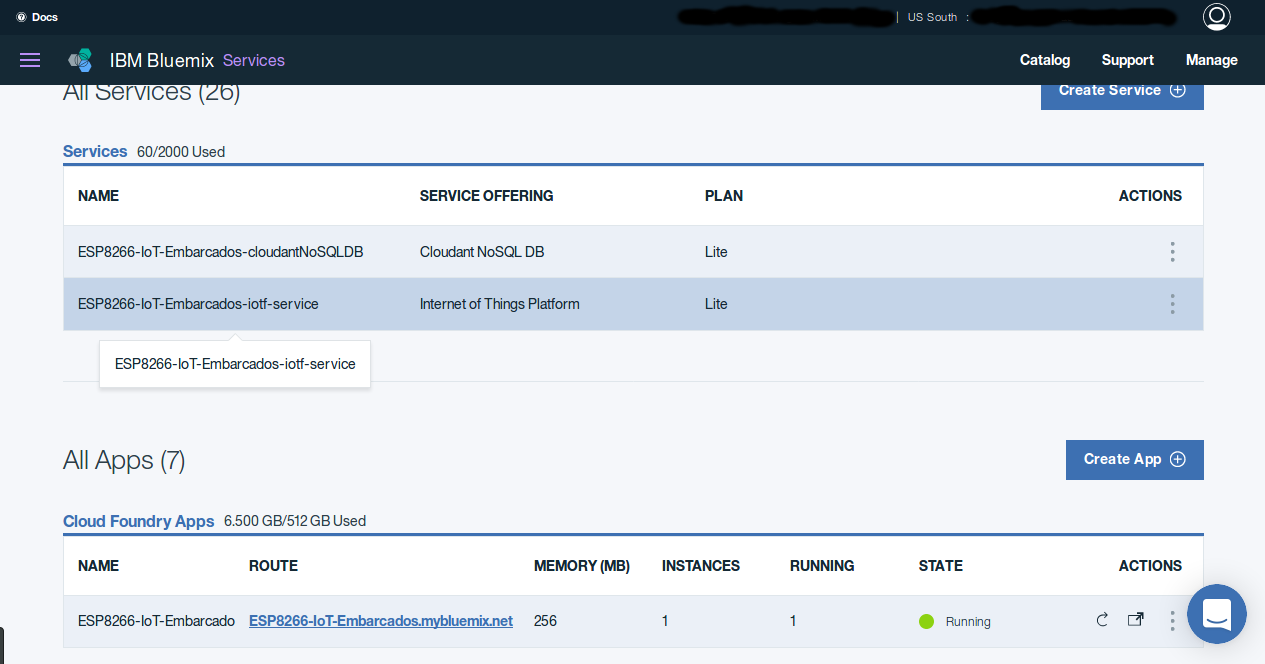 Docs | US South :
IBM Bluemix Services Catalog Support Manage
All Services (26) Create Service
Services 60/2000 Used
NAME SERVICE OFFERING PLAN ACTIONS
ESP8266-IoT-Embarcados-cloudantNoSQLDB Cloudant NoSQL DB Lite
ESP8266-IoT-Embarcados-iotf-service Internet of Things Platform Lite
ESP8266-IoT-Embarcados-iotf-service
All Apps (7) Create App
Cloud Foundry Apps 6.500 GB/512 GB Used
NAME ROUTE MEMORY (MB) INSTANCES RUNNING STATE ACTIONS
ESP8266-IoT-Embarcado ESP8266-IoT-Embarcados.mybluemix.net 256 1 1 Running